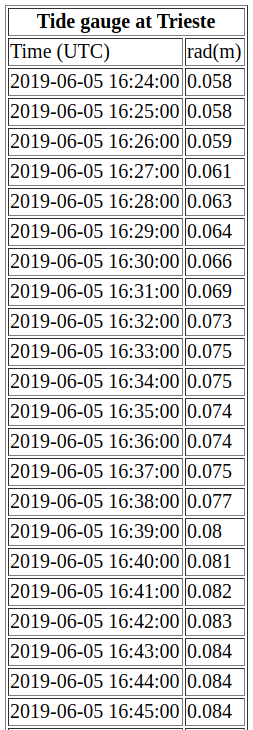 Tide gauge at Trieste
Time (UTC) rad(m)
2019-06-05 16:24:00 0.058
2019-06-05 16:25:00 0.058
2019-06-05 16:26:00 0.059
2019-06-05 16:27:00 0.061
2019-06-05 16:28:00 0.063
2019-06-05 16:29:00 0.064
2019-06-05 16:30:00 0.066
2019-06-05 16:31:00 0.069
2019-06-05 16:32:00 0.073
2019-06-05 16:33:00 0.075
2019-06-05 16:34:00 0.075
2019-06-05 16:35:00 0.074
2019-06-05 16:36:00 0.074
2019-06-05 16:37:00 0.075
2019-06-05 16:38:00 0.077
2019-06-05 16:39:00 0.08
2019-06-05 16:40:00 0.081
2019-06-05 16:41:00 0.082
2019-06-05 16:42:00 0.083
2019-06-05 16:43:00 0.084
2019-06-05 16:44:00 0.084
2019-06-05 16:45:00 0.084